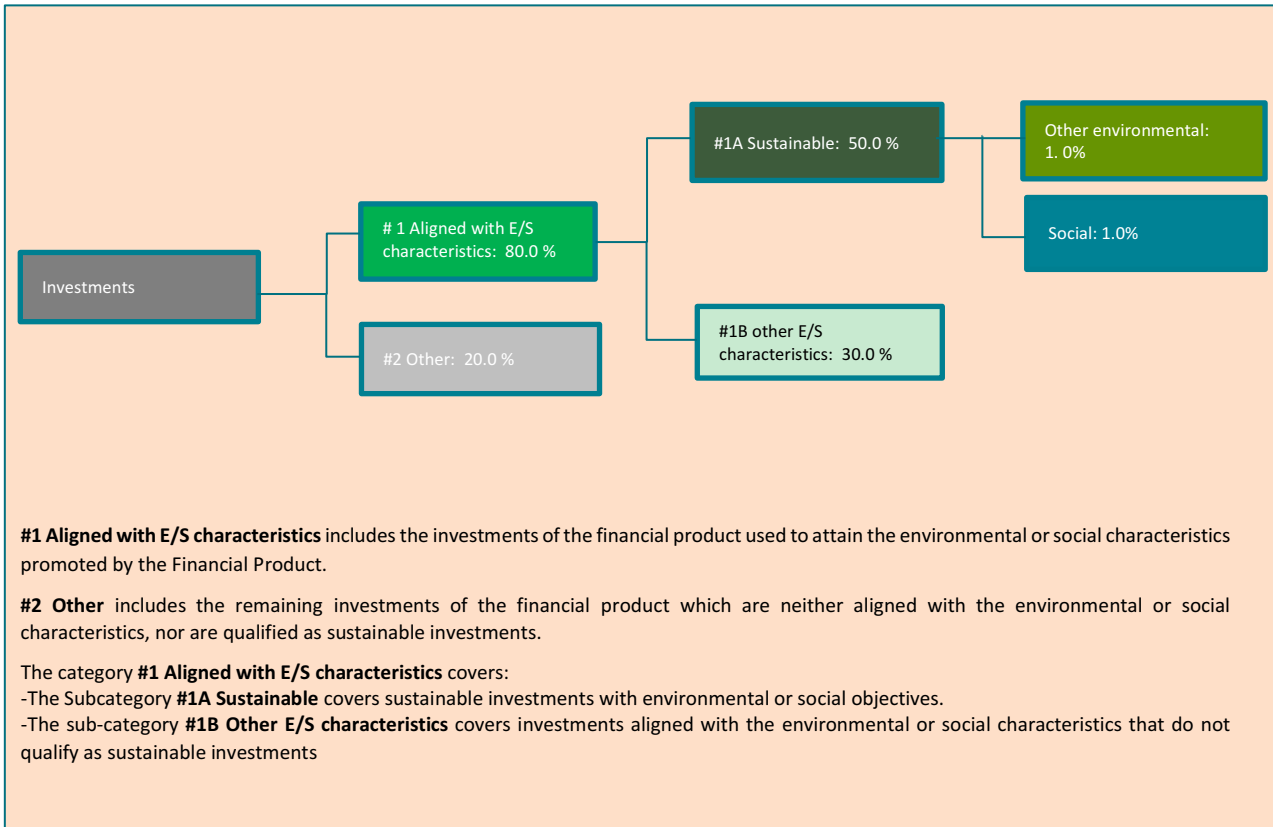 Investments
# 1 Aligned with E/S
characteristics: 80.0 %
#2 Other: 20.0 %
#1A Sustainable: 50.0 %
#1B other E/S
characteristics: 30.0 %
Other environmental:
1. 0%
Social: 1.0%
#1 Aligned with E/S characteristics includes the investments of the financial product used to attain the environmental or social characteristics
promoted by the Financial Product.
#2 Other includes the remaining investments of the financial product which are neither aligned with the environmental or social
characteristics, nor are qualified as sustainable investments.
The category #1 Aligned with E/S characteristics covers:
-The Subcategory #1A Sustainable covers sustainable investments with environmental or social objectives.
-The sub-category #1B Other E/S characteristics covers investments aligned with the environmental or social characteristics that do not
qualify as sustainable investments